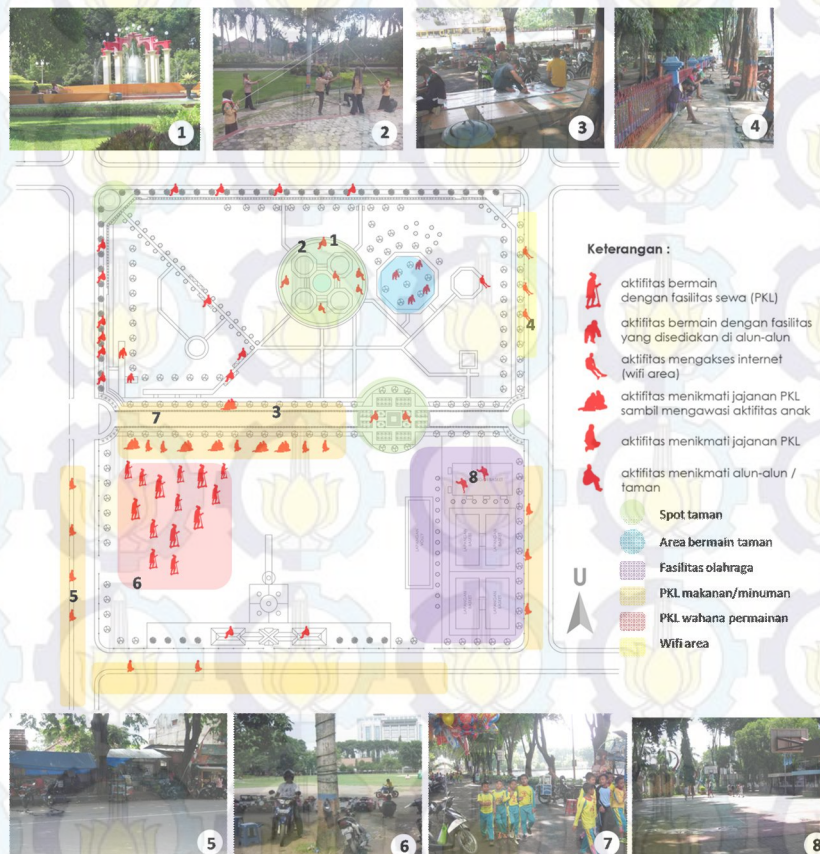 1
2
3
4
2
1
4
3
7
8
6
5
Keterangan :
aktifitas bermain
dengan fasilitas sewa (PKL)
aktifitas bermain dengan fasilitas
yang disediakan di alun-alun
aktifitas mengakses internet
(wifi area)
aktifitas menikmati jajanan PKL
sambil mengawasi aktifitas anak
aktifitas menikmati jajanan PKL
aktifitas menikmati alun-alun /
taman
Spot taman
Area bermain taman
Fasilitas olahraga
PKL makanan/minuman
PKL wahana permainan
Wifi area
U
5
6
7
8